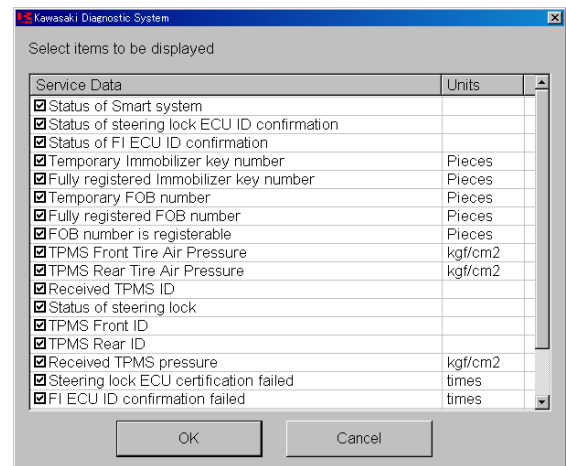 Kawasaki Diagnostic System
Select items to be displayed
Service Data Units
Status of Smart system
Status of steering lock ECU ID confirmation
Status of FI ECU ID confirmation
Temporary Immobilizer key number Pieces
Fully registered Immobilizer key number Pieces
Temporary FOB number Pieces
Fully registered FOB number Pieces
FOB number is registerable Pieces
TPMS Front Tire Air Pressure kgf/cm2
TPMS Rear Tire Air Pressure kgf/cm2
Received TPMS ID
Status of steering lock
TPMS Front ID
TPMS Rear ID
Received TPMS pressure kgf/cm2
Steering lock ECU certification failed times
FI ECU ID confirmation failed times
OK Cancel